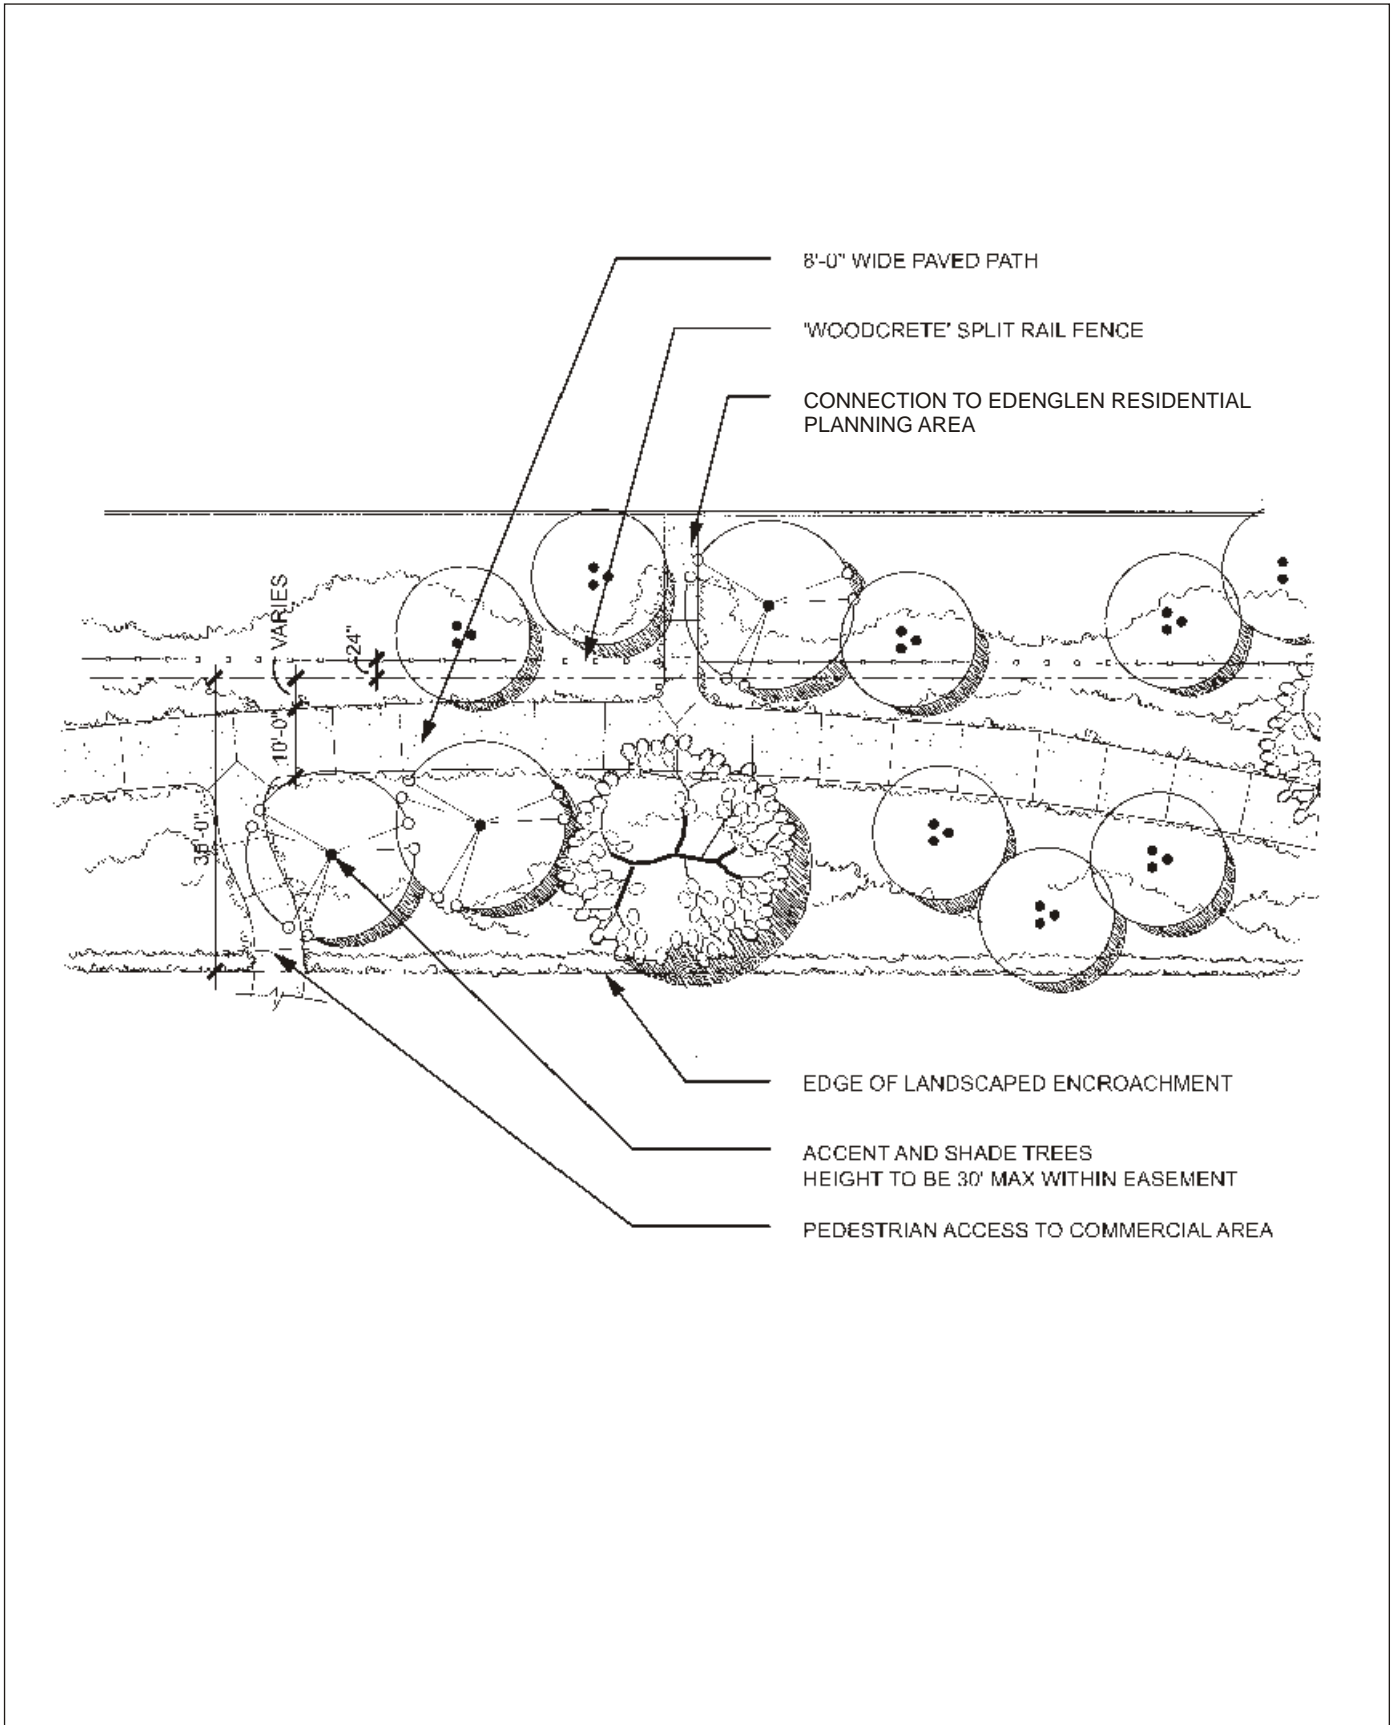 8'-0" WIDE PAVED PATH
'WOODCRETE' SPLIT RAIL FENCE
CONNECTION TO EDENGLEN RESIDENTIAL
PLANNING AREA
VARIES
24"
10'-0"
35'-0"
EDGE OF LANDSCAPED ENCROACHMENT
ACCENT AND SHADE TREES
HEIGHT TO BE 30' MAX WITHIN EASEMENT
PEDESTRIAN ACCESS TO COMMERCIAL AREA